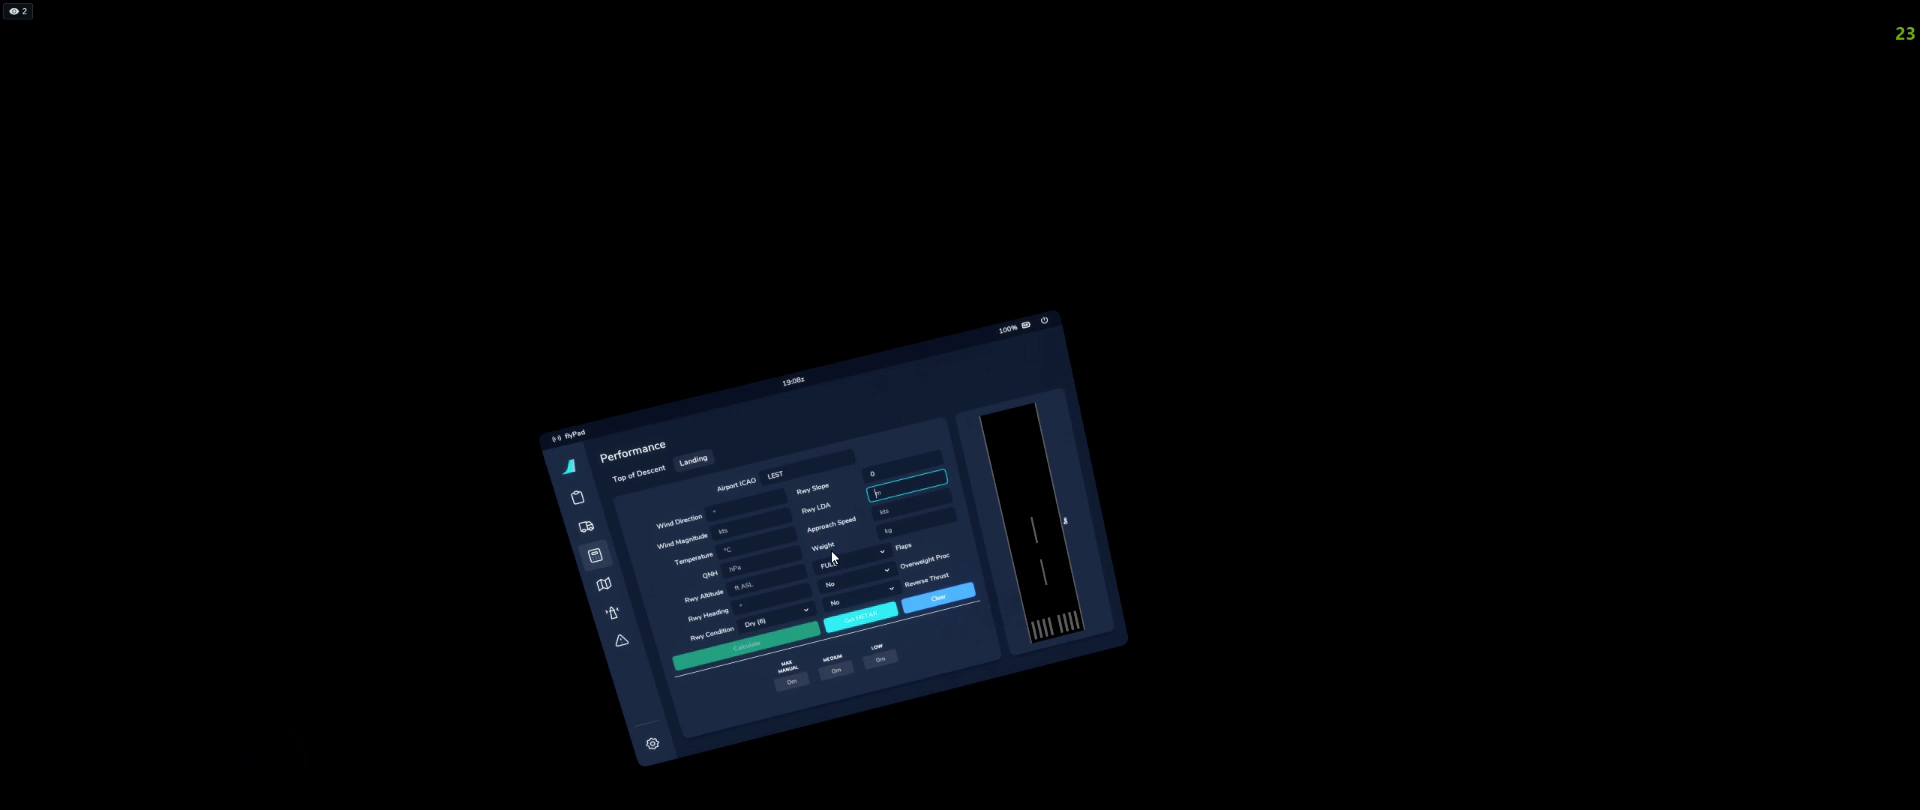 2
23
100%
19:08z
flyPad
Performance
Top of Descent Landing
Airport ICAO LEST
Wind Direction °
Rwy Slope 0
Wind Magnitude kts
Rwy LDA m
Temperature °C
Approach Speed kts
QNH hPa
Weight kg
Rwy Altitude ft ASL
FULL Flaps
Rwy Heading °
No Overweight Proc
Rwy Condition Dry (6)
No Reverse Thrust
Calculate Get METAR Clear
MAX MANUAL MEDIUM LOW
0m 0m 0m